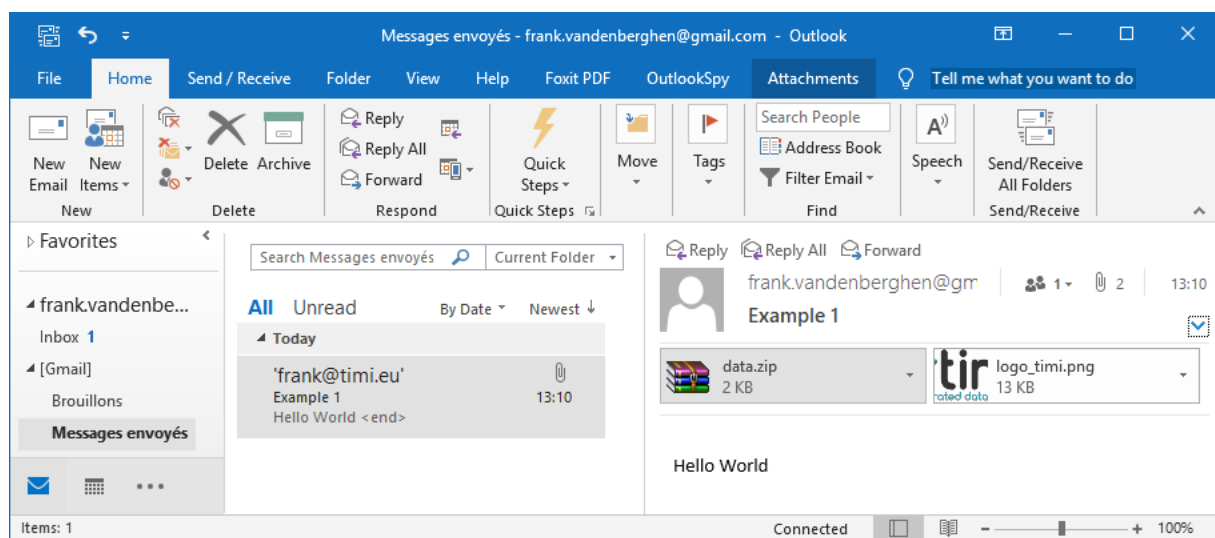 Messages envoyés - frank.vandenberghen@gmail.com - Outlook
File Home Send / Receive Folder View Help Foxit PDF OutlookSpy Attachments Tell me what you want to do
New Email
New Items
Delete
Archive
Reply
Reply All
Forward
Quick Steps
Move
Tags
Search People
Address Book
Filter Email
Speech
Send/Receive All Folders
New Delete Respond Quick Steps Find Send/Receive
Favorites
frank.vandenbe...
Inbox 1
[Gmail]
Brouillons
Messages envoyés
Search Messages envoyés Current Folder
All Unread By Date Newest
Today
'frank@timi.eu'
Example 1 13:10
Hello World <end>
Reply Reply All Forward
frank.vandenberghen@gm 1 2 13:10
Example 1
data.zip
2 KB
tir
rated data
logo_timi.png
13 KB
Hello World
Items: 1 Connected 100%